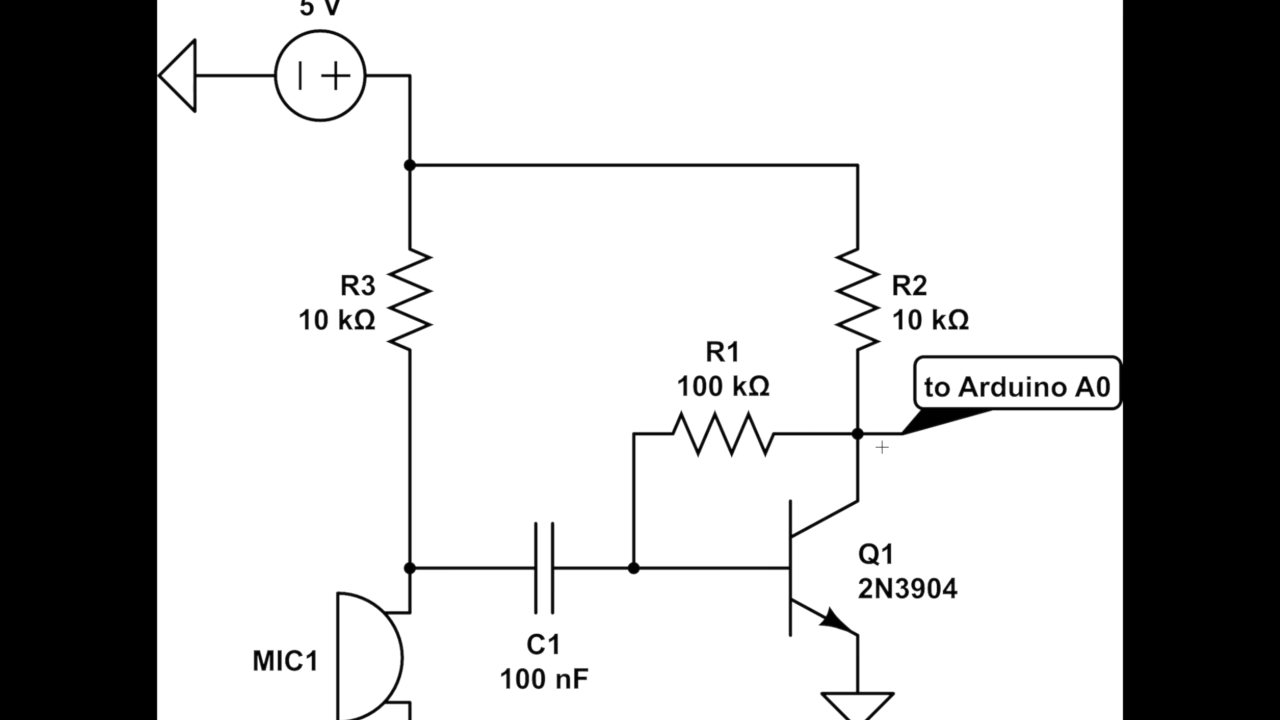 5 V
R3
10 kΩ
R2
10 kΩ
R1
100 kΩ
to Arduino A0
Q1
2N3904
C1
100 nF
MIC1